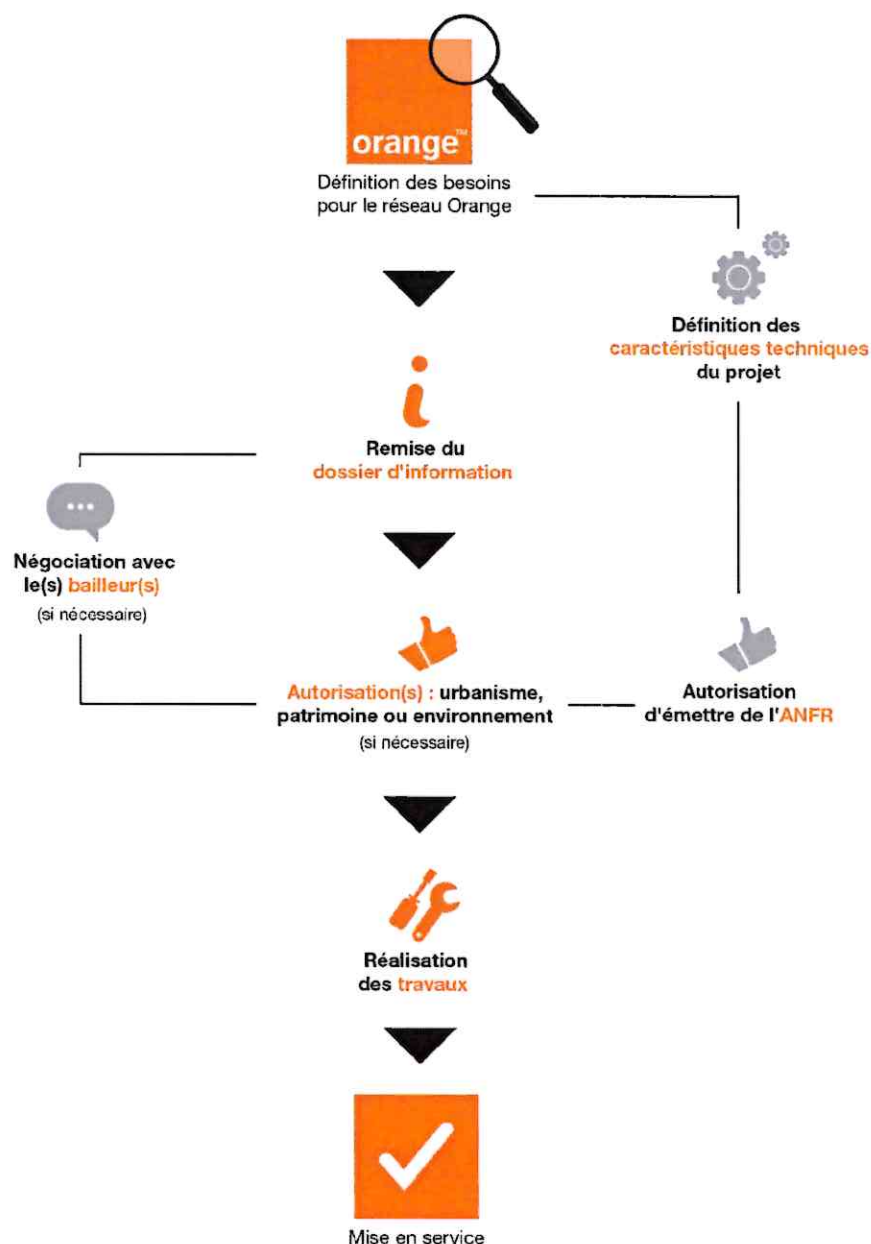 orange™
Définition des besoins
pour le réseau Orange
Définition des
caractéristiques techniques
du projet
Remise du
dossier d'information
Négociation avec
le(s) bailleur(s)
(si nécessaire)
Autorisation(s) : urbanisme,
patrimoine ou environnement
(si nécessaire)
Autorisation
d'émettre de l'ANFR
Réalisation
des travaux
Mise en service